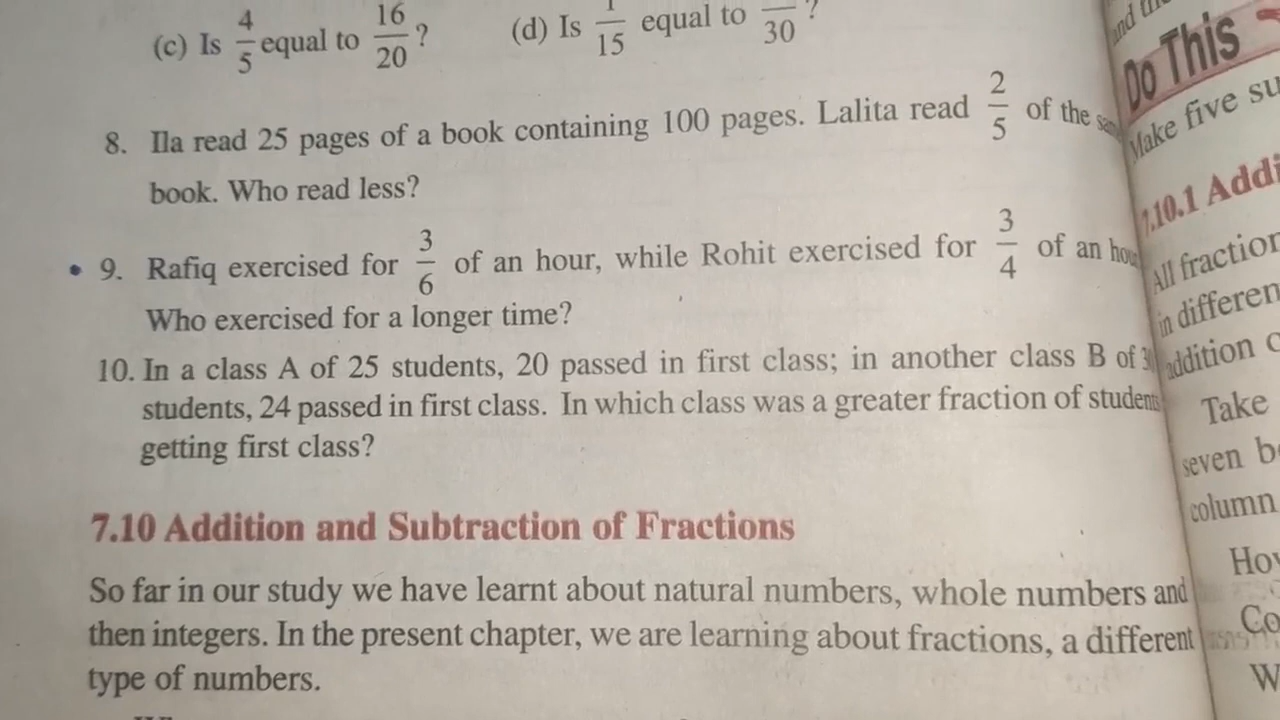 (c) Is 4/5 equal to 16/20 ? (d) Is /15 equal to /30 ?
8. Ila read 25 pages of a book containing 100 pages. Lalita read 2/5 of the
book. Who read less?
• 9. Rafiq exercised for 3/6 of an hour, while Rohit exercised for 3/4 of an
Who exercised for a longer time?
10. In a class A of 25 students, 20 passed in first class; in another class B of
students, 24 passed in first class. In which class was a greater fraction of students
getting first class?
7.10 Addition and Subtraction of Fractions
So far in our study we have learnt about natural numbers, whole numbers and
then integers. In the present chapter, we are learning about fractions, a different
type of numbers.
Do This
Make five
7.10.1
All
in
Take
seven
column